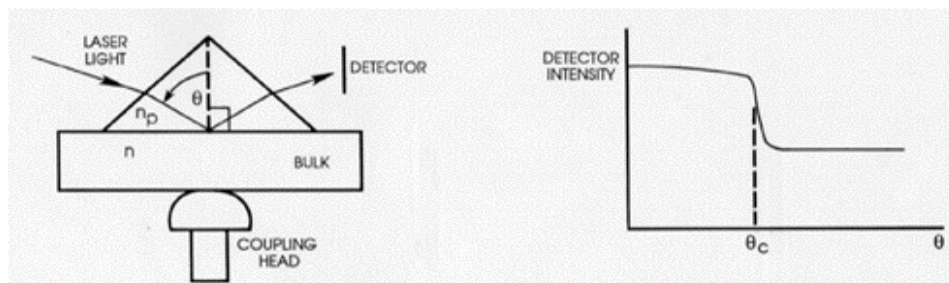 LASER
LIGHT
DETECTOR
θ
n_p
n
BULK
COUPLING
HEAD
DETECTOR
INTENSITY
θ_C
θ